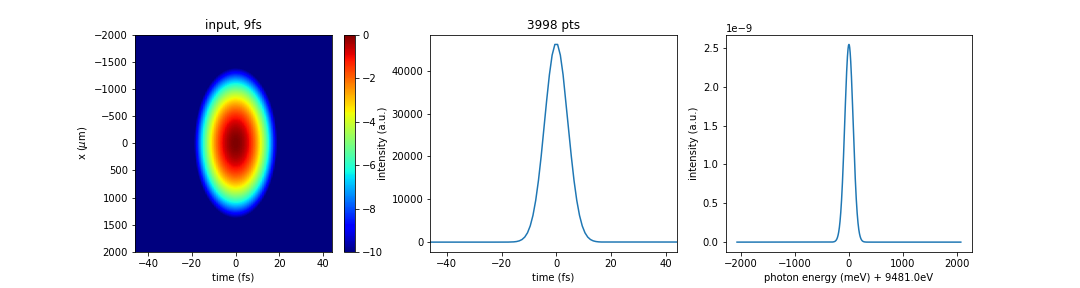 input, 9fs
−2000
−1500
−1000
−500
0
500
1000
1500
2000
x (μm)
−40 −20 0 20 40
time (fs)
0
−2
−4
−6
−8
−10
3998 pts
40000
30000
20000
10000
0
intensity (a.u.)
−40 −20 0 20 40
time (fs)
1e−9
2.5
2.0
1.5
1.0
0.5
0.0
intensity (a.u.)
−2000 −1000 0 1000 2000
photon energy (meV) + 9481.0eV